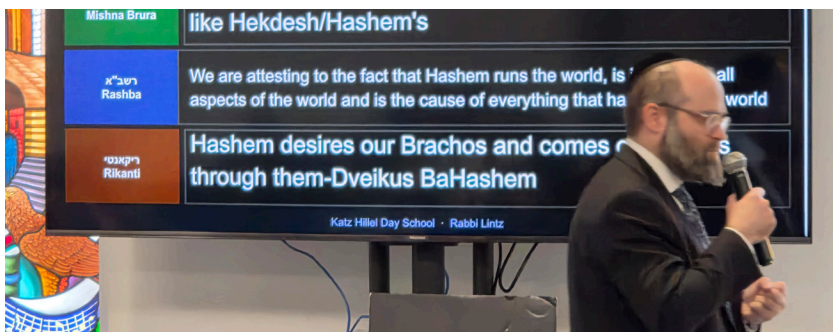 Mishna Brura
like Hekdesh/Hashem's
רשב"א
Rashba
We are attesting to the fact that Hashem runs the world, is all
aspects of the world and is the cause of everything that world
ריקאנטי
Rikanti
Hashem desires our Brachos and comes
through them-Dveikus BaHashem
Katz Hillel Day School · Rabbi Lintz